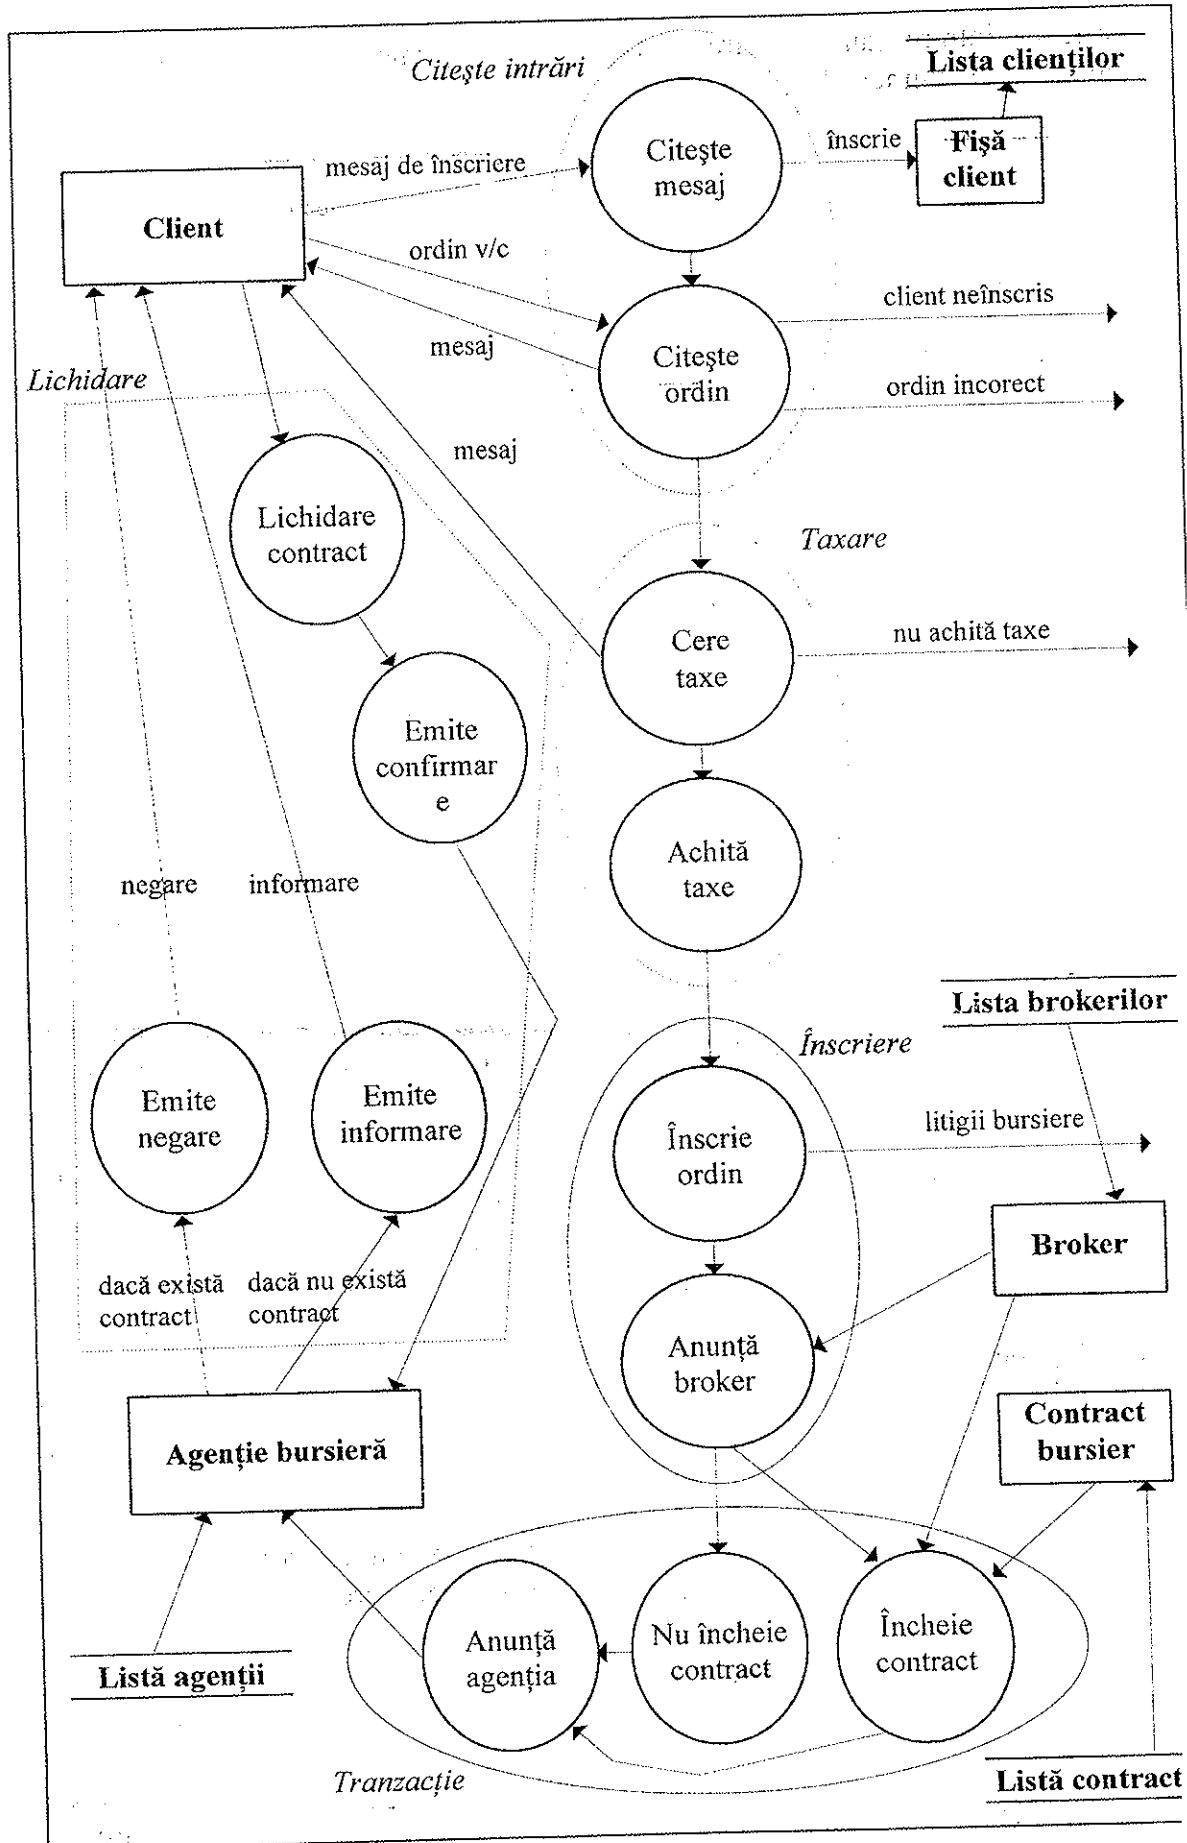 Citeşte intrări
Lista clienţilor
Citeşte
mesaj
înscrie
Fişă
client
mesaj de înscriere
Client
ordin v/c
client neînscris
mesaj
Citeşte
ordin
Lichidare
ordin incorect
mesaj
Lichidare
contract
Taxare
Cere
taxe
nu achită taxe
Emite
confirmar
e
Achită
taxe
negare
informare
Lista brokerilor
Înscriere
Emite
negare
Emite
informare
Înscrie
ordin
litigii bursiere
Broker
dacă există
contract
dacă nu există
contract
Anunţă
broker
Contract
bursier
Agenţie bursieră
Anunţă
agenţia
Nu încheie
contract
Încheie
contract
Listă agenţii
Tranzacţie
Listă contract